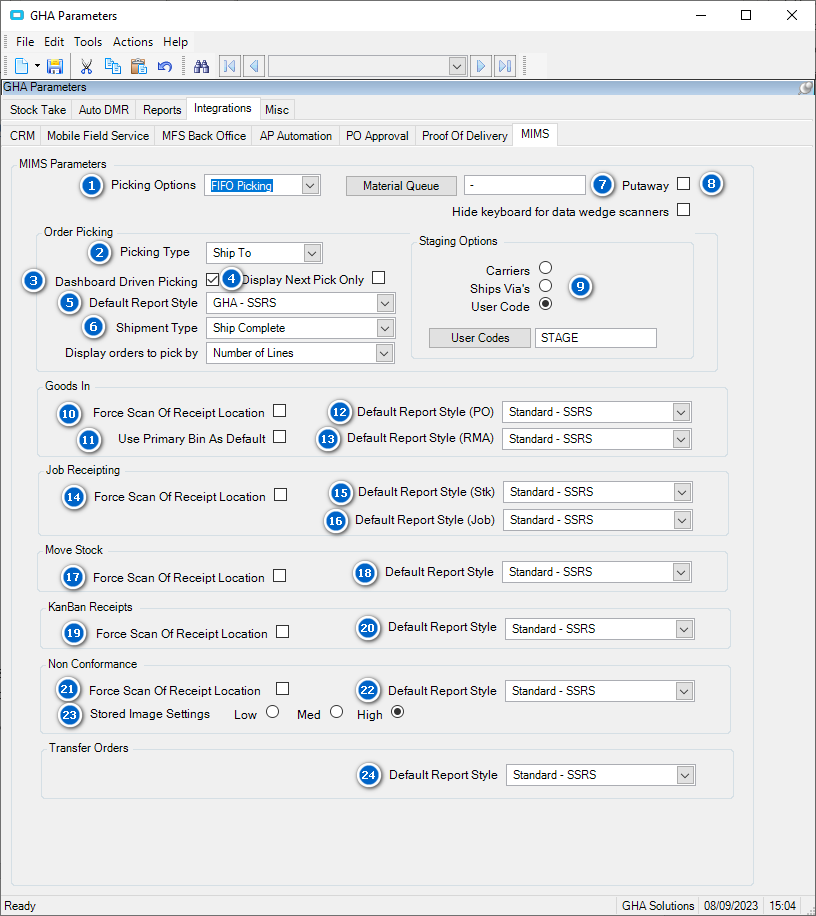 GHA Parameters
File Edit Tools Actions Help
GHA Parameters
Stock Take Auto DMR Reports Integrations Misc
CRM Mobile Field Service MFS Back Office AP Automation PO Approval Proof Of Delivery MIMS
MIMS Parameters
1 Picking Options FIFO Picking Material Queue - 7 Putaway 8
Hide keyboard for data wedge scanners
Order Picking
2 Picking Type Ship To
3 Dashboard Driven Picking 4 Display Next Pick Only
5 Default Report Style GHA - SSRS
6 Shipment Type Ship Complete
Display orders to pick by Number of Lines
Staging Options
Carriers
Ships Via's 9
User Code
User Codes STAGE
Goods In
10 Force Scan Of Receipt Location 12 Default Report Style (PO) Standard - SSRS
11 Use Primary Bin As Default 13 Default Report Style (RMA) Standard - SSRS
Job Receipting
14 Force Scan Of Receipt Location 15 Default Report Style (Stk) Standard - SSRS
16 Default Report Style (Job) Standard - SSRS
Move Stock
17 Force Scan Of Receipt Location 18 Default Report Style Standard - SSRS
KanBan Receipts
19 Force Scan Of Receipt Location 20 Default Report Style Standard - SSRS
Non Conformance
21 Force Scan Of Receipt Location 22 Default Report Style Standard - SSRS
23 Stored Image Settings Low Med High
Transfer Orders
24 Default Report Style Standard - SSRS
Ready GHA Solutions 08/09/2023 15:04